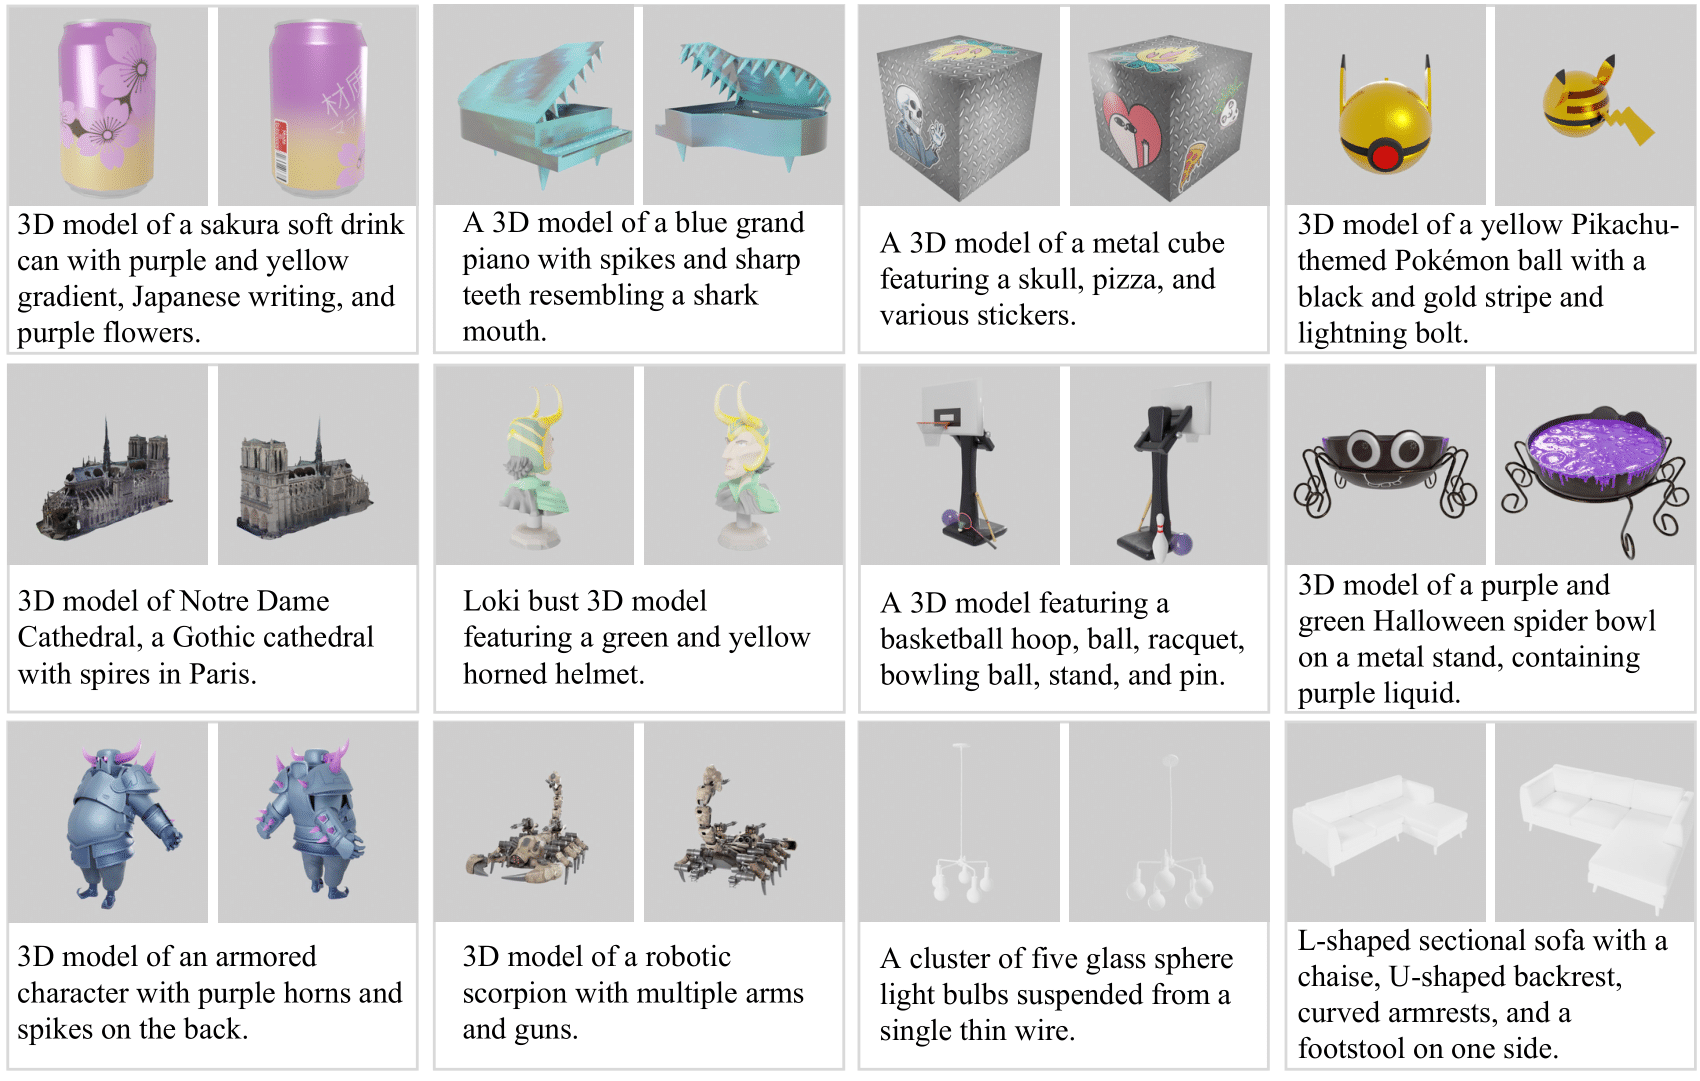 材質
マテ
3D model of a sakura soft drink
can with purple and yellow
gradient, Japanese writing, and
purple flowers.
A 3D model of a blue grand
piano with spikes and sharp
teeth resembling a shark
mouth.
A 3D model of a metal cube
featuring a skull, pizza, and
various stickers.
3D model of a yellow Pikachu-
themed Pokémon ball with a
black and gold stripe and
lightning bolt.
3D model of Notre Dame
Cathedral, a Gothic cathedral
with spires in Paris.
Loki bust 3D model
featuring a green and yellow
horned helmet.
A 3D model featuring a
basketball hoop, ball, racquet,
bowling ball, stand, and pin.
3D model of a purple and
green Halloween spider bowl
on a metal stand, containing
purple liquid.
3D model of an armored
character with purple horns and
spikes on the back.
3D model of a robotic
scorpion with multiple arms
and guns.
A cluster of five glass sphere
light bulbs suspended from a
single thin wire.
L-shaped sectional sofa with a
chaise, U-shaped backrest,
curved armrests, and a
footstool on one side.